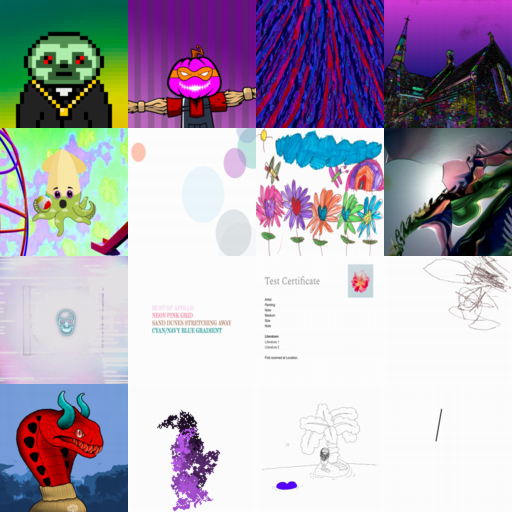 BEST OF APOLLO
NEON PINK GRID
SAND DUNES STRETCHING AWAY
CYAN/NAVY BLUE GRADIENT
Test Certificate
Artist
Painting
Note
Medium
Size
Note
Literature:
Literature 1
Literature 2
First scanned at Location